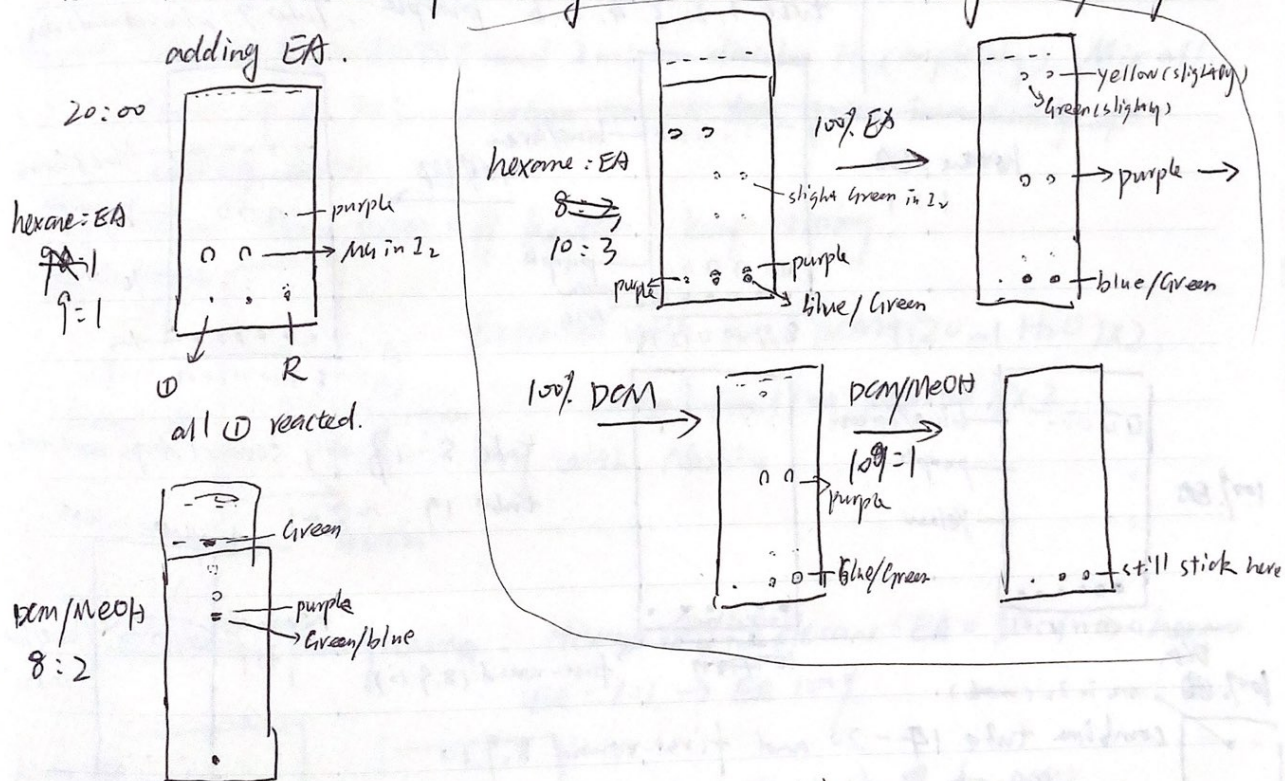 adding EA.
20:00
hexane:EA
9:1
purple
MG in I2
①
R
all ① reacted.
hexane:EA
10:3
slight Green in I2
purple
purple
blue/Green
100% EA
yellow(slightly)
Green(slightly)
purple
blue/Green
100% DCM
purple
Blue/Green
DCM/MeOH
still stick here
DCM/MeOH
8:2
Green
purple
Green/blue